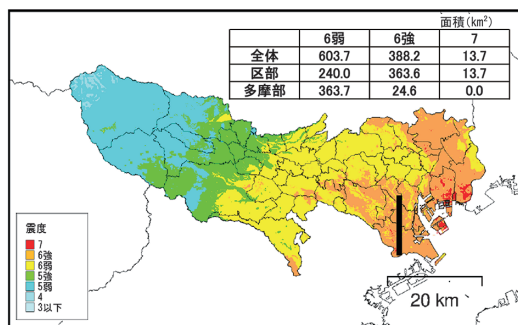 面積(km²)
6弱 6強 7
全体 603.7 388.2 13.7
区部 240.0 363.6 13.7
多摩部 363.7 24.6 0.0
震度
7
6強
6弱
5強
5弱
4
3以下
20 km